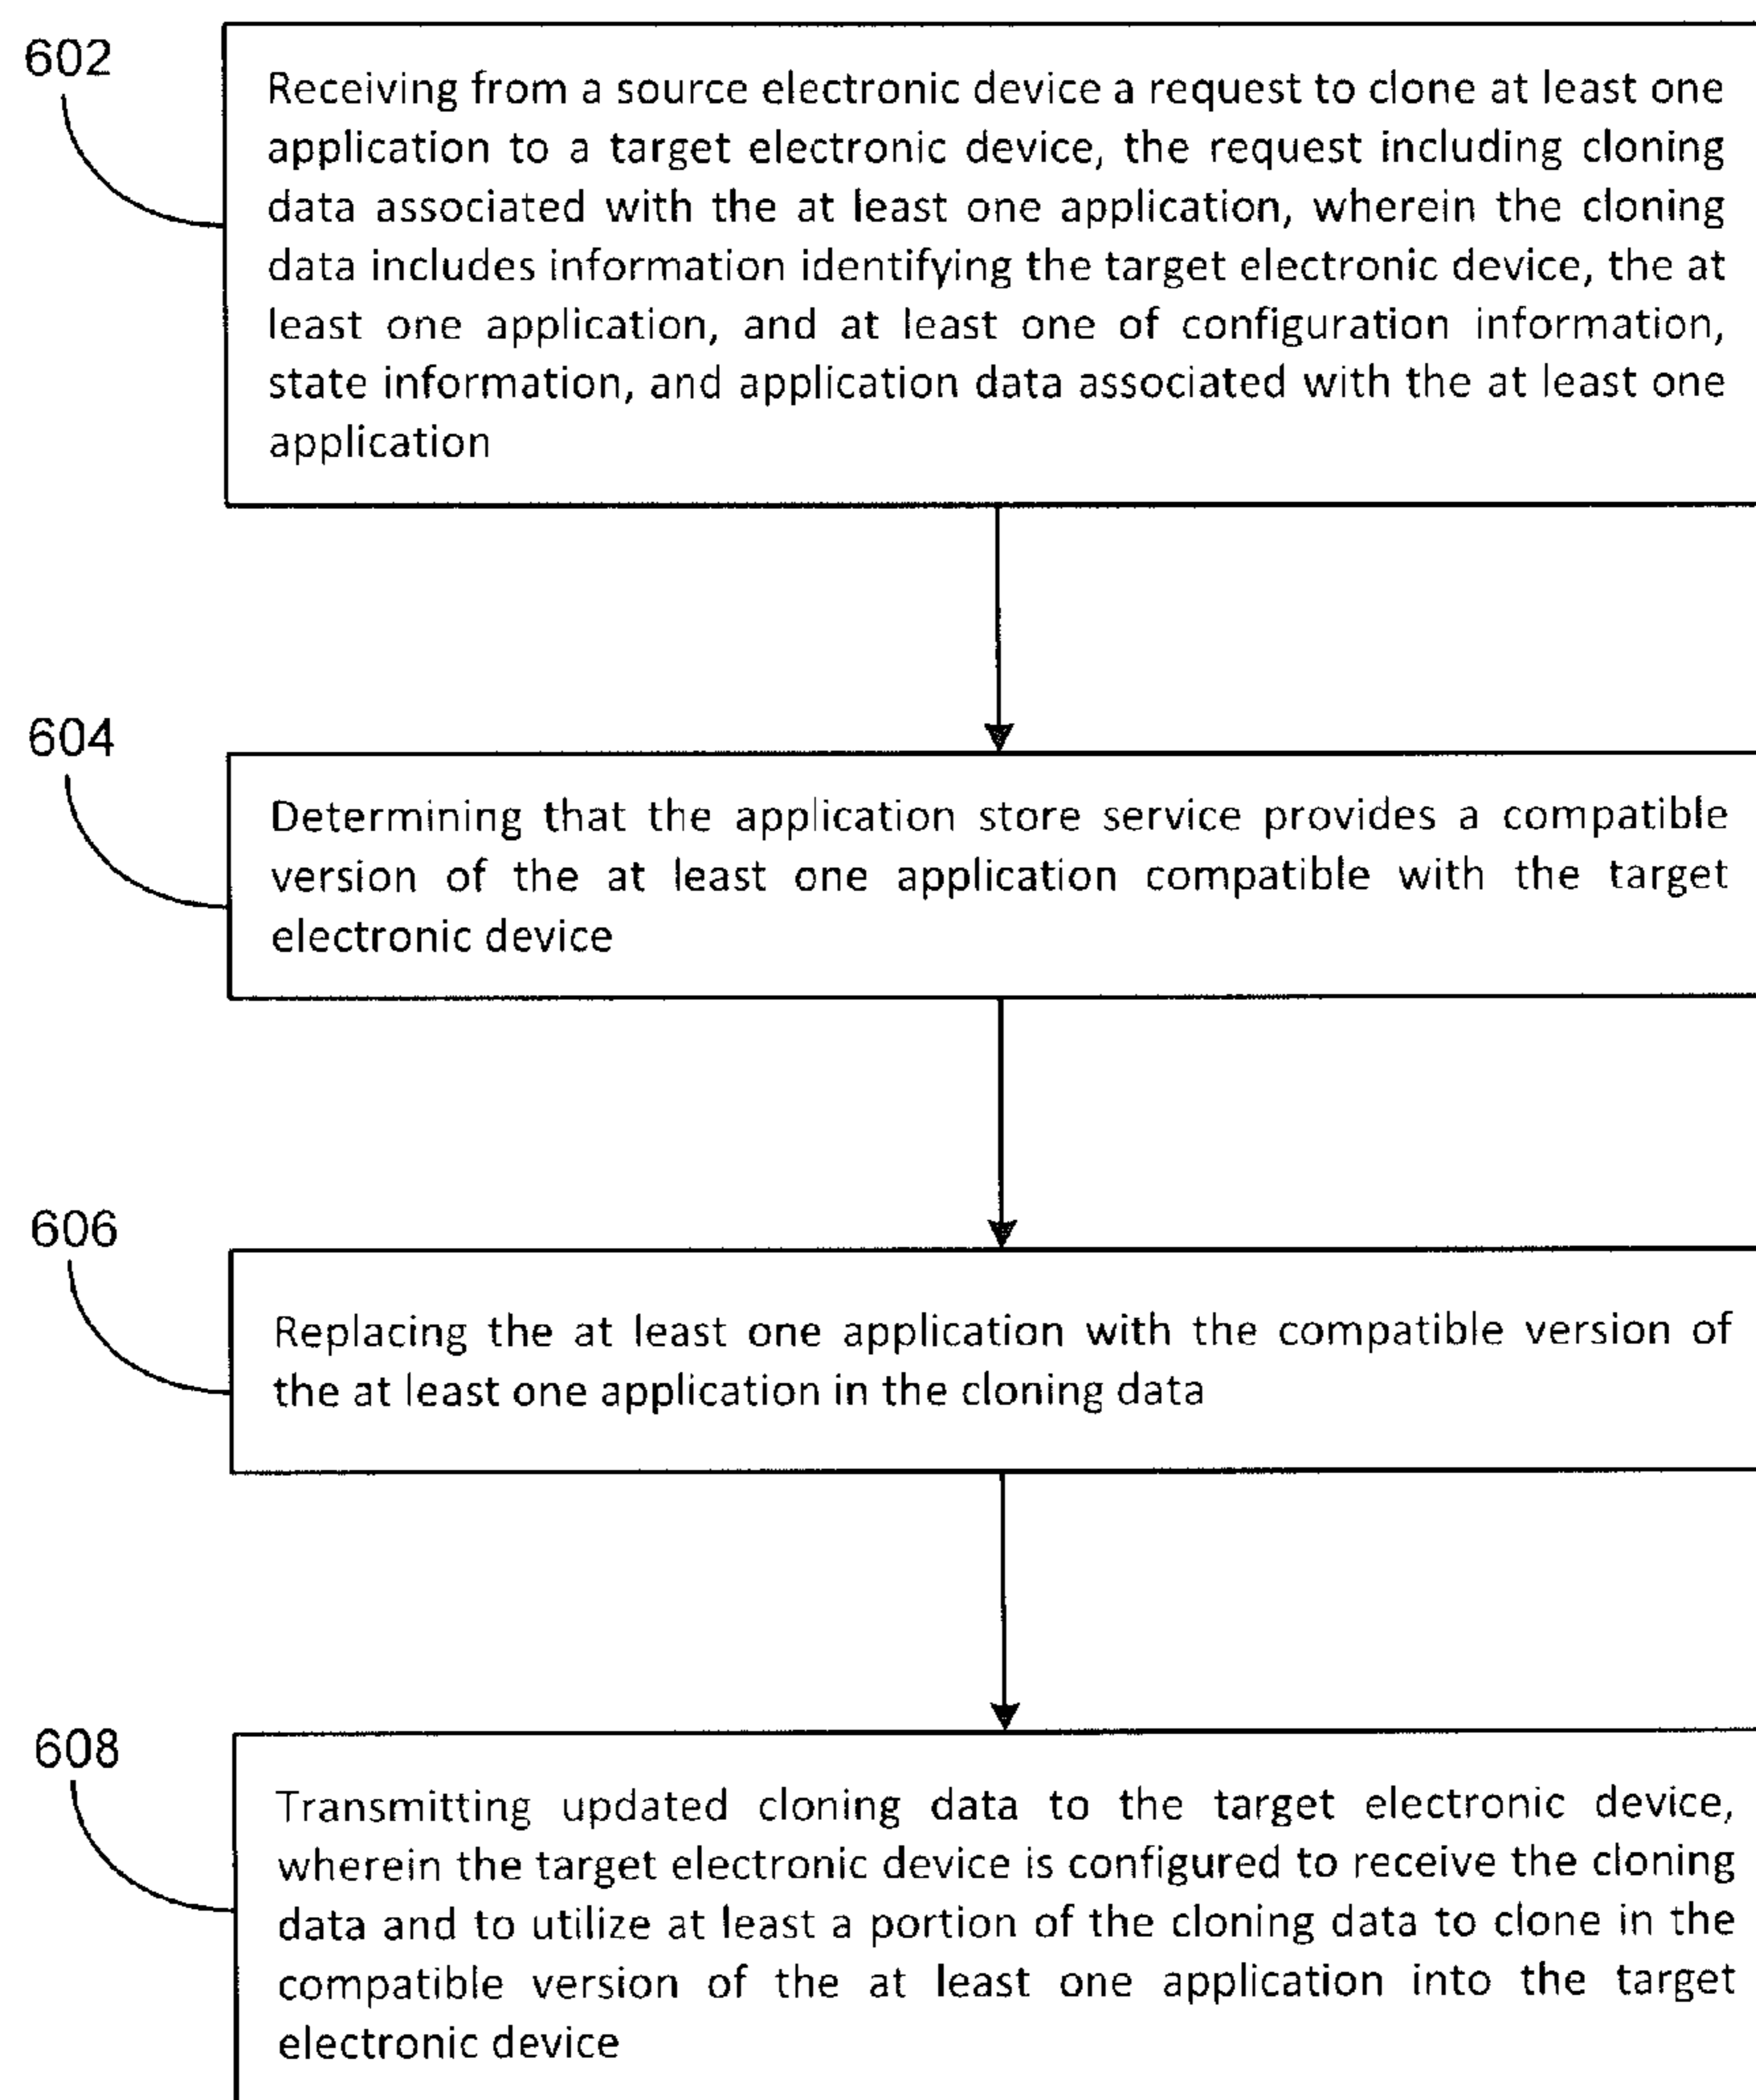 602
Receiving from a source electronic device a request to clone at least one
application to a target electronic device, the request including cloning
data associated with the at least one application, wherein the cloning
data includes information identifying the target electronic device, the at
least one application, and at least one of configuration information,
state information, and application data associated with the at least one
application
604
Determining that the application store service provides a compatible
version of the at least one application compatible with the target
electronic device
606
Replacing the at least one application with the compatible version of
the at least one application in the cloning data
608
Transmitting updated cloning data to the target electronic device,
wherein the target electronic device is configured to receive the cloning
data and to utilize at least a portion of the cloning data to clone in the
compatible version of the at least one application into the target
electronic device